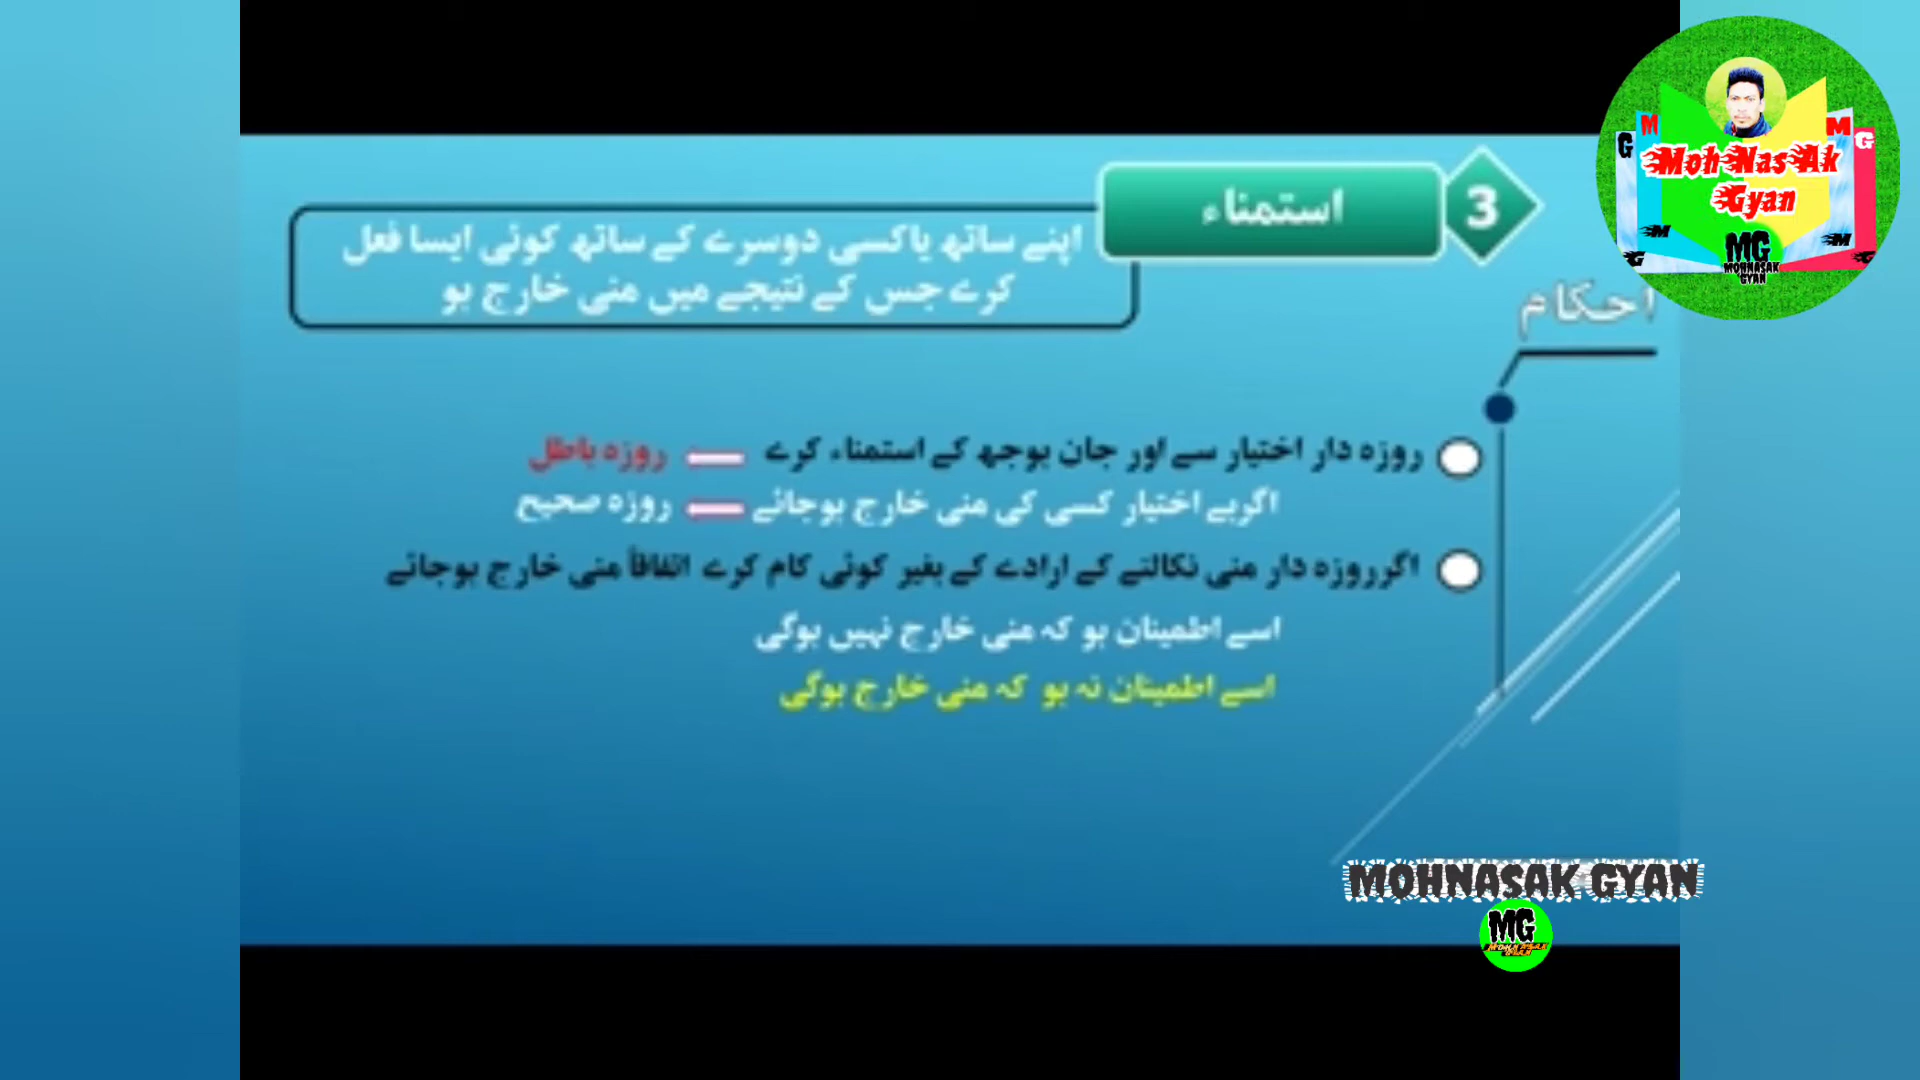 3
استمناء
اپنے ساتھ یاکسی دوسرے کے ساتھ کوئی ایسا فعل
کرے جس کے نتیجے میں منی خارج ہو
احکام
روزہ دار اختیار سے اور جان بوجھ کے استمناء کرے — روزہ باطل
اگربے اختیار کسی کی منی خارج ہوجائے — روزہ صحیح
اگرروزہ دار منی نکالنے کے ارادے کے بغیر کوئی کام کرے اتفاقاً منی خارج ہوجائے
اسے اطمینان ہو کہ منی خارج نہیں ہوگی
اسے اطمینان نہ ہو کہ منی خارج ہوگی
M
G
M
G
Moh Nas Ak
Gyan
M
G
M
G
MG
MOHNASAK
GYAN
MOHNASAK GYAN
MG